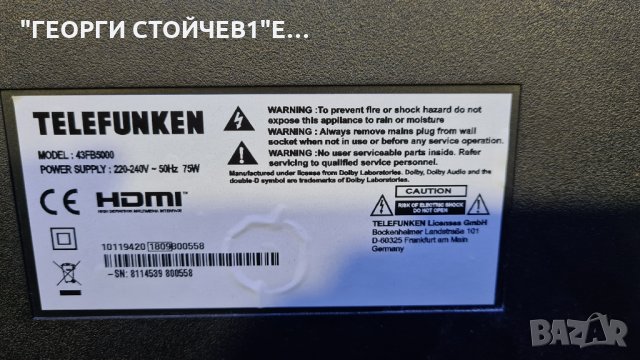 "ГЕОРГИ СТОЙЧЕВ1"Е...
TELEFUNKEN
MODEL : 43FB5000
POWER SUPPLY : 220-240V ~ 50Hz 75W
CE HDMI™
HIGH DEFINITION MULTIMEDIA INTERFACE
WARNING :To prevent fire or shock hazard do not
expose this appliance to rain or moisture
WARNING : Always remove mains plug from wall
socket when not in use or before any service operation.
WARNING :No user serviceable parts inside. Refer
servicing to qualified service personnel.
Manufactured under license from Dolby Laboratories. Dolby, Dolby Audio and the
double-D symbol are trademarks of Dolby Laboratories.
CAUTION
RISK OF ELECTRIC SHOCK
DO NOT OPEN
TELEFUNKEN Licenses GmbH
Bockenheimer Landstraße 101
D-60325 Frankfurt am Main
Germany
10119420 1809 800558
-SN: 8114539 800558
BAZAR
bg